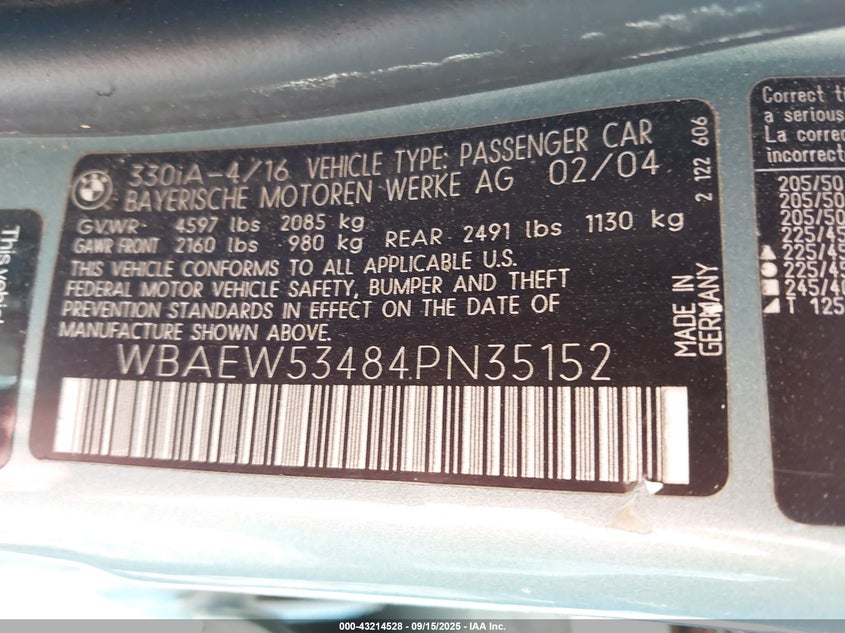 330iA-4/16 VEHICLE TYPE: PASSENGER CAR
BAYERISCHE MOTOREN WERKE AG 02/04
GVWR- 4597 lbs 2085 kg
GAWR FRONT 2160 lbs 980 kg REAR 2491 lbs 1130 kg
THIS VEHICLE CONFORMS TO ALL APPLICABLE U.S.
FEDERAL MOTOR VEHICLE SAFETY, BUMPER AND THEFT
PREVENTION STANDARDS IN EFFECT ON THE DATE OF
MANUFACTURE SHOWN ABOVE.
WBAEW53484PN35152
MADE IN
GERMANY
2 122 606
BMW
This vehicl
Correct ti
a serious
La correc
incorrect
205/50
205/50
205/50
225/45
225/45
225/45
245/40
T 125
000-43214528 - 09/15/2025 - IAA Inc.